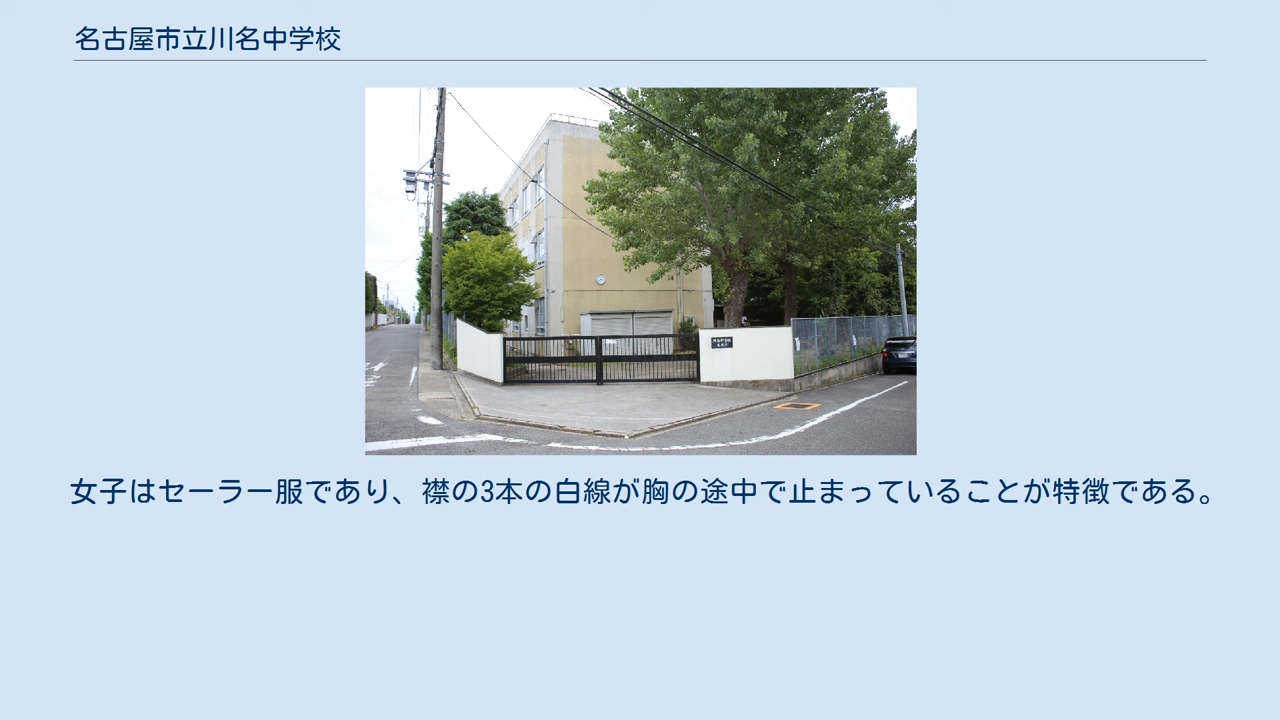 名古屋市立川名中学校
女子はセーラー服であり、襟の3本の白線が胸の途中で止まっていることが特徴である。